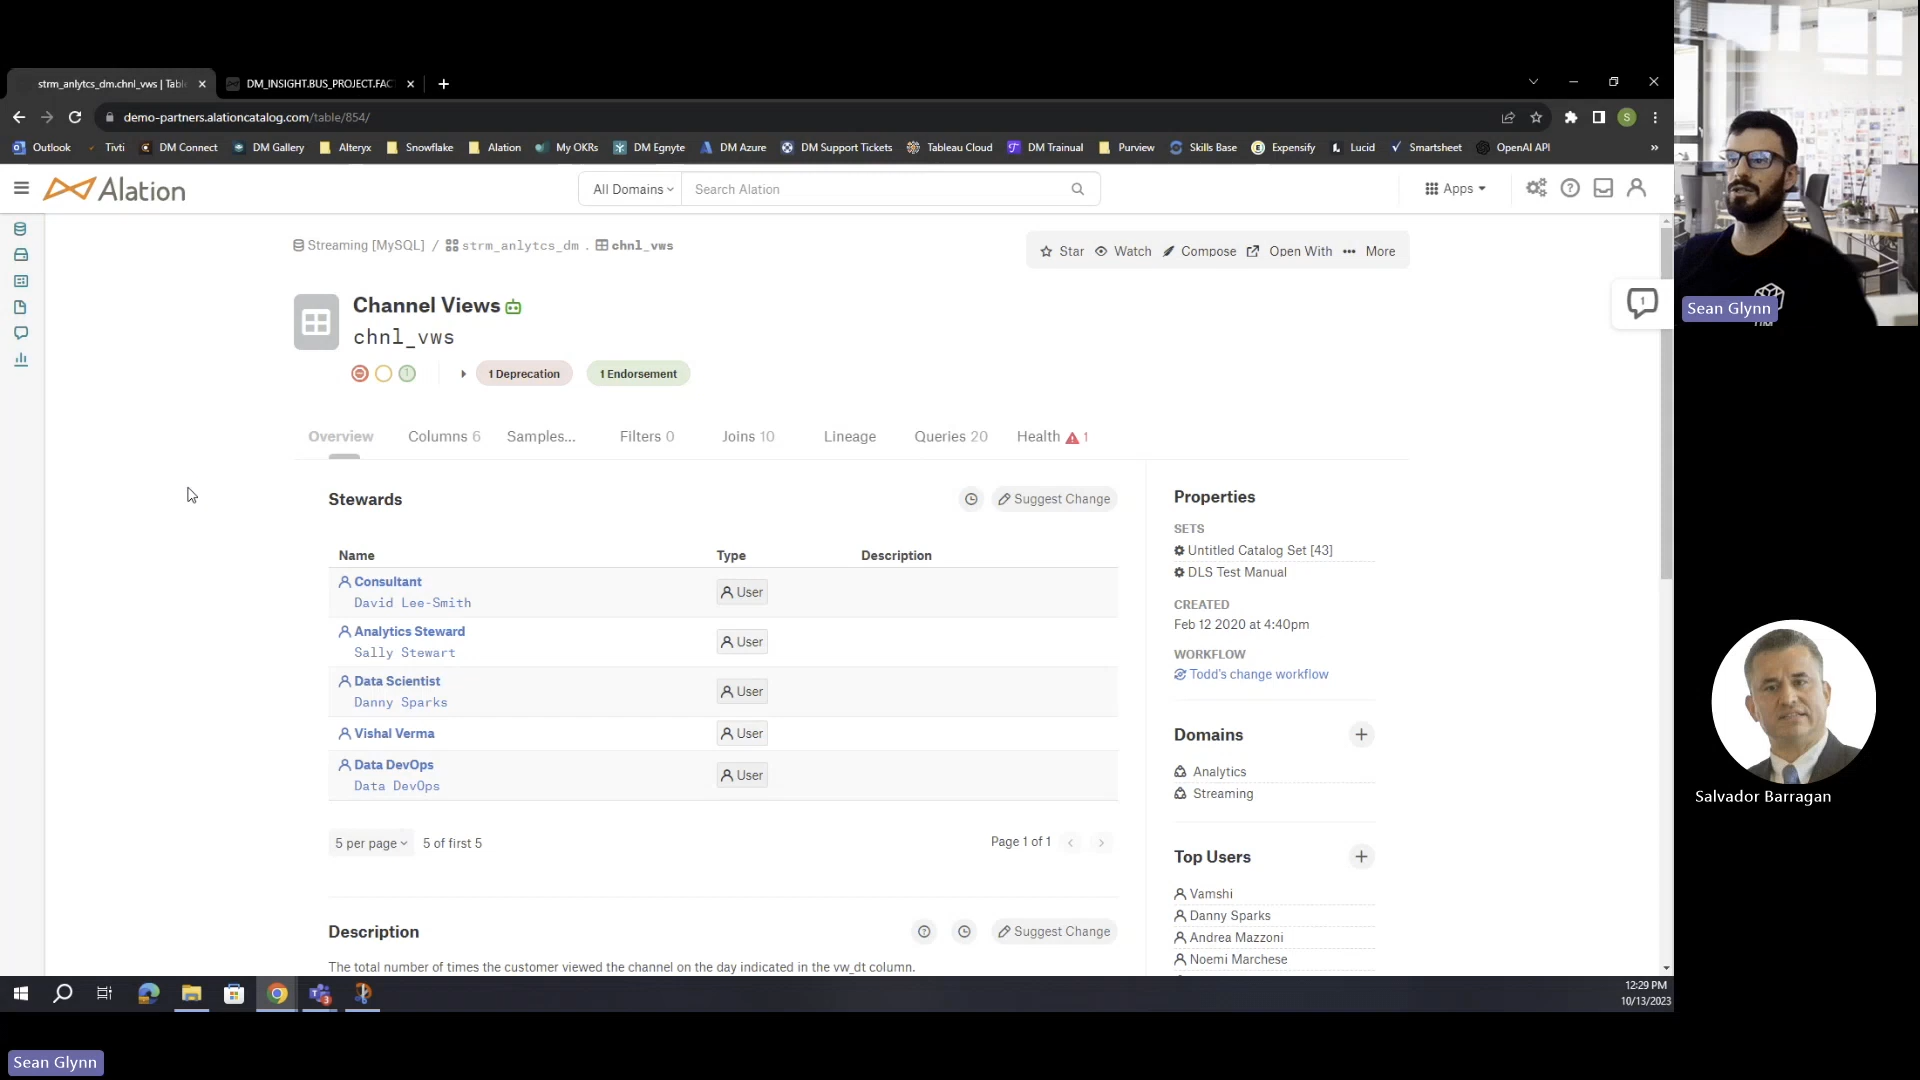 strm_anlytcs_dm.chnl_vws | Tabl
DM_INSIGHT.BUS_PROJECT.FAC
demo-partners.alationcatalog.com/table/854/
S
Outlook Tivti DM Connect DM Gallery Alteryx Snowflake Alation My OKRs DM Egnyte DM Azure DM Support Tickets Tableau Cloud DM Trainual Purview Skills Base Expensify Lucid Smartsheet OpenAI API »
Alation
All Domains
Search Alation
Apps
Streaming [MySQL] / strm_anlytcs_dm . chnl_vws
Star Watch Compose Open With More
1
Channel Views
chnl_vws
1
1 Deprecation
1 Endorsement
Overview Columns 6 Samples... Filters 0 Joins 10 Lineage Queries 20 Health 1
Stewards
Suggest Change
Name Type Description
Consultant
David Lee-Smith
User
Analytics Steward
Sally Stewart
User
Data Scientist
Danny Sparks
User
Vishal Verma
User
Data DevOps
Data DevOps
User
5 per page
5 of first 5
Page 1 of 1
Description
Suggest Change
The total number of times the customer viewed the channel on the day indicated in the vw_dt column.
Properties
SETS
Untitled Catalog Set [43]
DLS Test Manual
CREATED
Feb 12 2020 at 4:40pm
WORKFLOW
Todd's change workflow
Domains
Analytics
Streaming
Top Users
Vamshi
Danny Sparks
Andrea Mazzoni
Noemi Marchese
12:29 PM
10/13/2023
Sean Glynn
Salvador Barragan
Sean Glynn